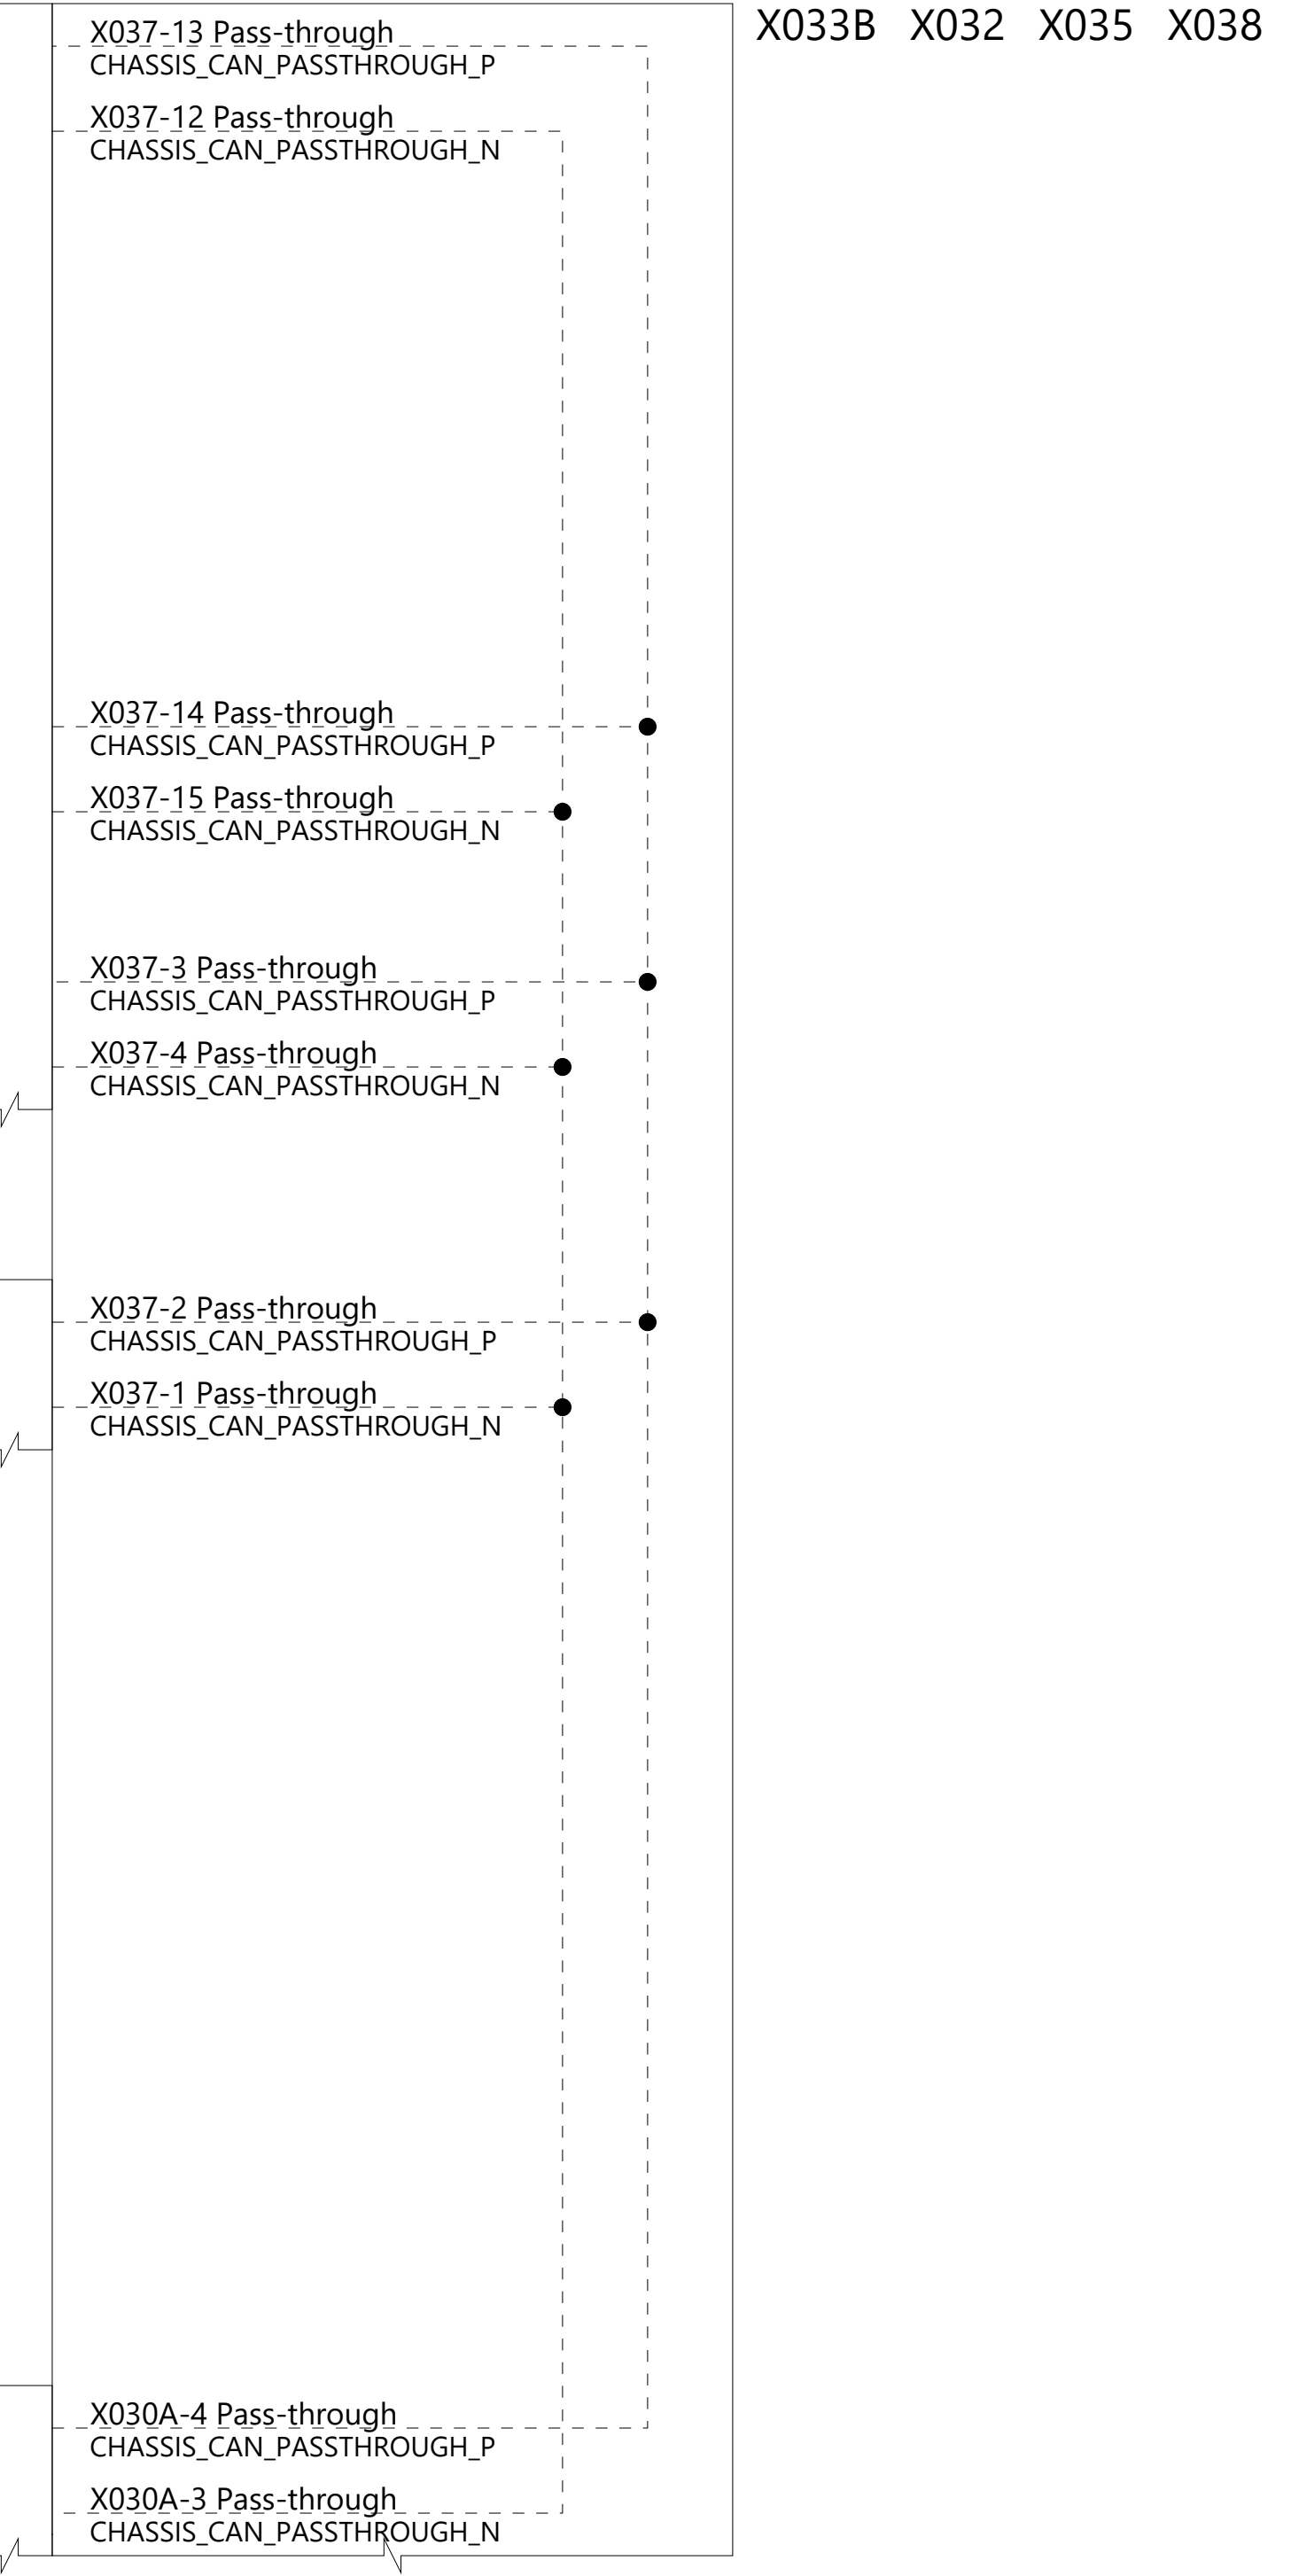 X033B X032 X035 X038
X037-13 Pass-through
CHASSIS_CAN_PASSTHROUGH_P
X037-12 Pass-through
CHASSIS_CAN_PASSTHROUGH_N
X037-14 Pass-through
CHASSIS_CAN_PASSTHROUGH_P
X037-15 Pass-through
CHASSIS_CAN_PASSTHROUGH_N
X037-3 Pass-through
CHASSIS_CAN_PASSTHROUGH_P
X037-4 Pass-through
CHASSIS_CAN_PASSTHROUGH_N
X037-2 Pass-through
CHASSIS_CAN_PASSTHROUGH_P
X037-1 Pass-through
CHASSIS_CAN_PASSTHROUGH_N
X030A-4 Pass-through
CHASSIS_CAN_PASSTHROUGH_P
X030A-3 Pass-through
CHASSIS_CAN_PASSTHROUGH_N